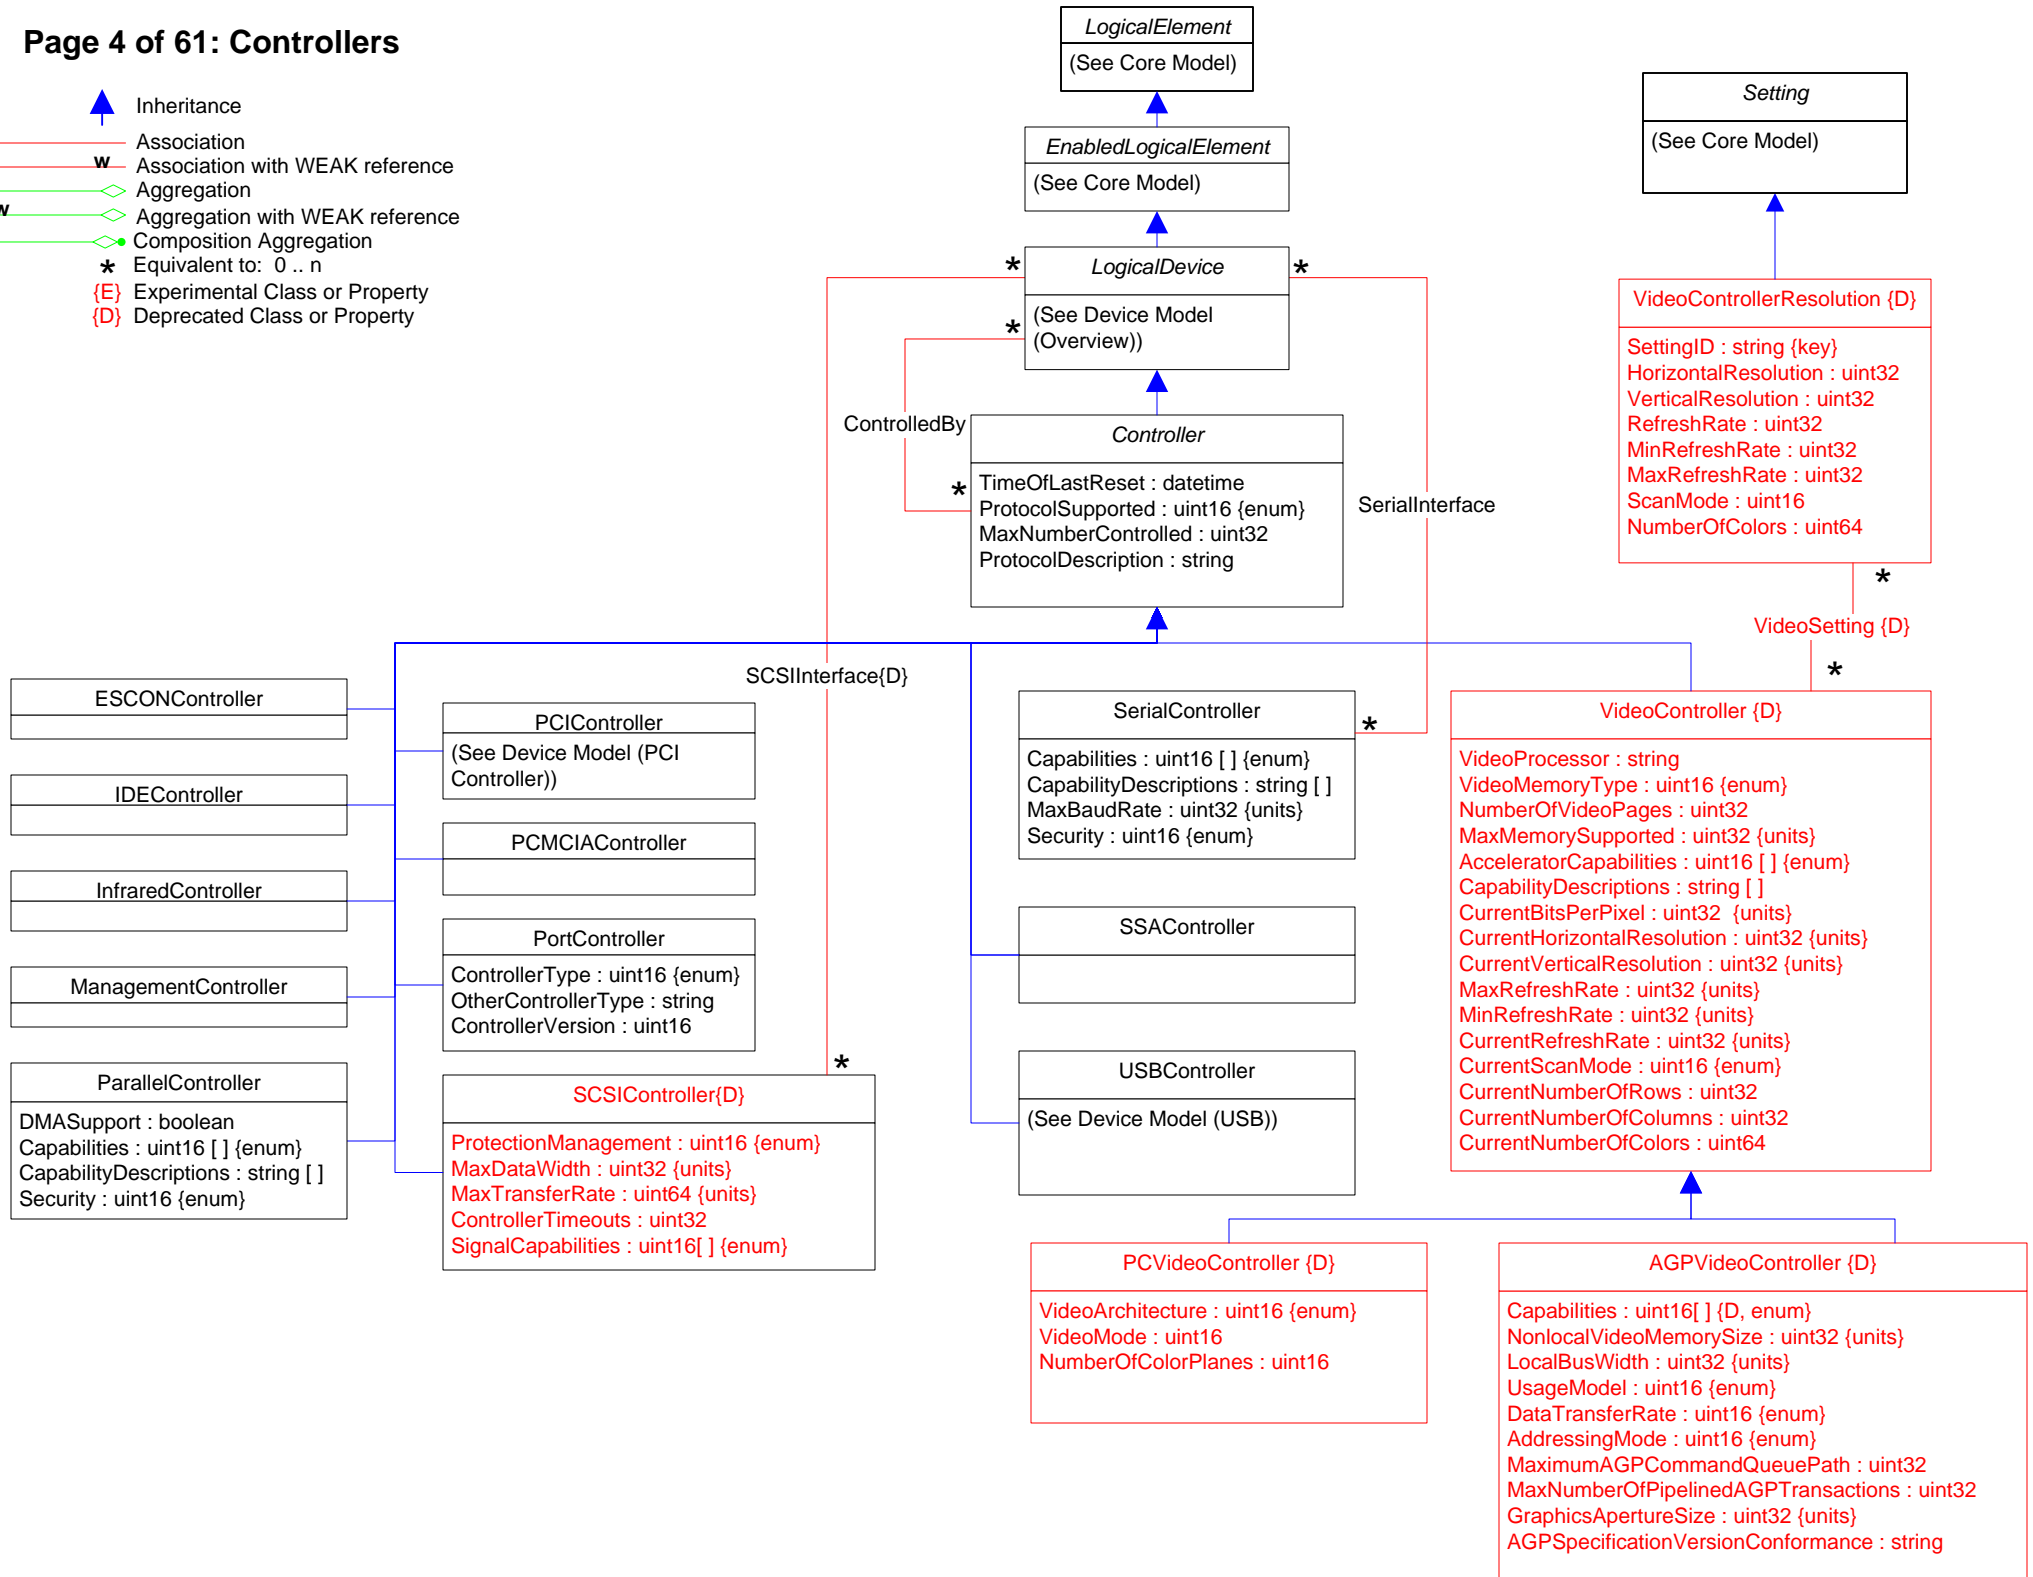 Page 4 of 61: Controllers
Inheritance
Association
w
Association with WEAK reference
Aggregation
w
Aggregation with WEAK reference
Composition Aggregation
* Equivalent to: 0 .. n
{E} Experimental Class or Property
{D} Deprecated Class or Property
LogicalElement
(See Core Model)
EnabledLogicalElement
(See Core Model)
*
LogicalDevice
*
(See Device Model
(Overview))
*
ControlledBy
*
Controller
TimeOfLastReset : datetime
ProtocolSupported : uint16 {enum}
MaxNumberControlled : uint32
ProtocolDescription : string
SerialInterface
Setting
(See Core Model)
VideoControllerResolution {D}
SettingID : string {key}
HorizontalResolution : uint32
VerticalResolution : uint32
RefreshRate : uint32
MinRefreshRate : uint32
MaxRefreshRate : uint32
ScanMode : uint16
NumberOfColors : uint64
*
VideoSetting {D}
*
SCSIInterface{D}
ESCONController
IDEController
InfraredController
ManagementController
ParallelController
DMASupport : boolean
Capabilities : uint16 [ ] {enum}
CapabilityDescriptions : string [ ]
Security : uint16 {enum}
PCIController
(See Device Model (PCI
Controller))
PCMCIAController
PortController
ControllerType : uint16 {enum}
OtherControllerType : string
ControllerVersion : uint16
*
SCSIController{D}
ProtectionManagement : uint16 {enum}
MaxDataWidth : uint32 {units}
MaxTransferRate : uint64 {units}
ControllerTimeouts : uint32
SignalCapabilities : uint16[ ] {enum}
SerialController
*
Capabilities : uint16 [ ] {enum}
CapabilityDescriptions : string [ ]
MaxBaudRate : uint32 {units}
Security : uint16 {enum}
SSAController
USBController
(See Device Model (USB))
VideoController {D}
VideoProcessor : string
VideoMemoryType : uint16 {enum}
NumberOfVideoPages : uint32
MaxMemorySupported : uint32 {units}
AcceleratorCapabilities : uint16 [ ] {enum}
CapabilityDescriptions : string [ ]
CurrentBitsPerPixel : uint32 {units}
CurrentHorizontalResolution : uint32 {units}
CurrentVerticalResolution : uint32 {units}
MaxRefreshRate : uint32 {units}
MinRefreshRate : uint32 {units}
CurrentRefreshRate : uint32 {units}
CurrentScanMode : uint16 {enum}
CurrentNumberOfRows : uint32
CurrentNumberOfColumns : uint32
CurrentNumberOfColors : uint64
PCVideoController {D}
VideoArchitecture : uint16 {enum}
VideoMode : uint16
NumberOfColorPlanes : uint16
AGPVideoController {D}
Capabilities : uint16[ ] {D, enum}
NonlocalVideoMemorySize : uint32 {units}
LocalBusWidth : uint32 {units}
UsageModel : uint16 {enum}
DataTransferRate : uint16 {enum}
AddressingMode : uint16 {enum}
MaximumAGPCommandQueuePath : uint32
MaxNumberOfPipelinedAGPTransactions : uint32
GraphicsApertureSize : uint32 {units}
AGPSpecificationVersionConformance : string